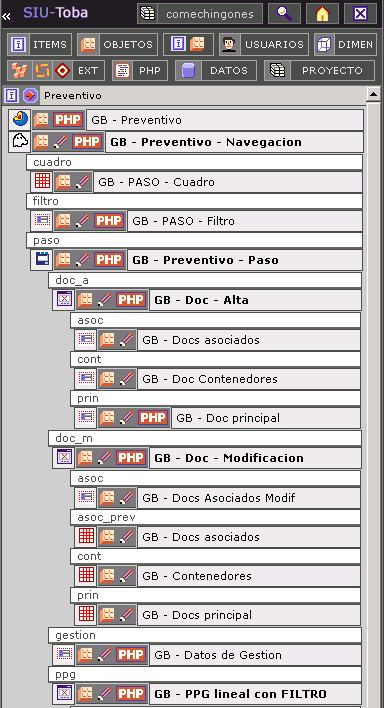 « SIU-Toba comechingones
ITEMS OBJETOS USUARIOS DIMEN
EXT PHP DATOS PROYECTO
Preventivo
PHP GB - Preventivo
PHP GB - Preventivo - Navegacion
cuadro
GB - PASO - Cuadro
filtro
PHP GB - PASO - Filtro
paso
PHP GB - Preventivo - Paso
doc_a
PHP GB - Doc - Alta
asoc
GB - Docs asociados
cont
GB - Doc Contenedores
prin
PHP GB - Doc principal
doc_m
PHP GB - Doc - Modificacion
asoc
GB - Docs Asociados Modif
asoc_prev
GB - Docs asociados
cont
GB - Contenedores
prin
GB - Docs principal
gestion
PHP GB - Datos de Gestion
ppg
PHP GB - PPG lineal con FILTRO